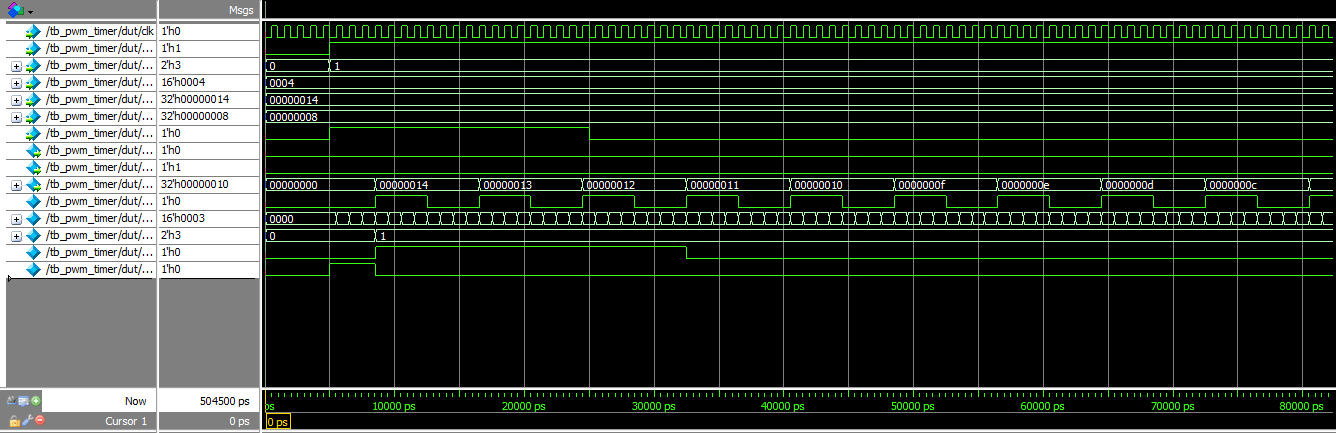 Msgs
/tb_pwm_timer/dut/clk 1'h0
/tb_pwm_timer/dut/... 1'h1
/tb_pwm_timer/dut/... 2'h3 0 1
/tb_pwm_timer/dut/... 16'h0004 0004
/tb_pwm_timer/dut/... 32'h00000014 00000014
/tb_pwm_timer/dut/... 32'h00000008 00000008
/tb_pwm_timer/dut/... 1'h0
/tb_pwm_timer/dut/... 1'h0
/tb_pwm_timer/dut/... 1'h1
/tb_pwm_timer/dut/... 32'h00000010 00000000 00000014 00000013 00000012 00000011 00000010 0000000f 0000000e 0000000d 0000000c
/tb_pwm_timer/dut/... 1'h0
/tb_pwm_timer/dut/... 16'h0003 0000
/tb_pwm_timer/dut/... 2'h3 0 1
/tb_pwm_timer/dut/... 1'h0
/tb_pwm_timer/dut/... 1'h0
Now 504500 ps ps 10000 ps 20000 ps 30000 ps 40000 ps 50000 ps 60000 ps 70000 ps 80000 ps
Cursor 1 0 ps 0 ps